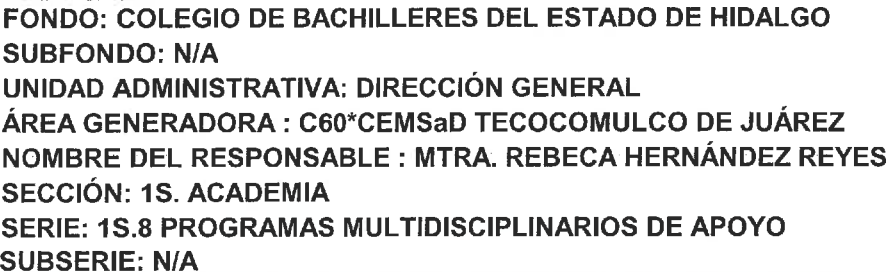 FONDO: COLEGIO DE BACHILLERES DEL ESTADO DE HIDALGO
SUBFONDO: N/A
UNIDAD ADMINISTRATIVA: DIRECCIÓN GENERAL
ÁREA GENERADORA : C60*CEMSaD TECOCOMULCO DE JUÁREZ
NOMBRE DEL RESPONSABLE : MTRA. REBECA HERNÁNDEZ REYES
SECCIÓN: 1S. ACADEMIA
SERIE: 1S.8 PROGRAMAS MULTIDISCIPLINARIOS DE APOYO
SUBSERIE: N/A